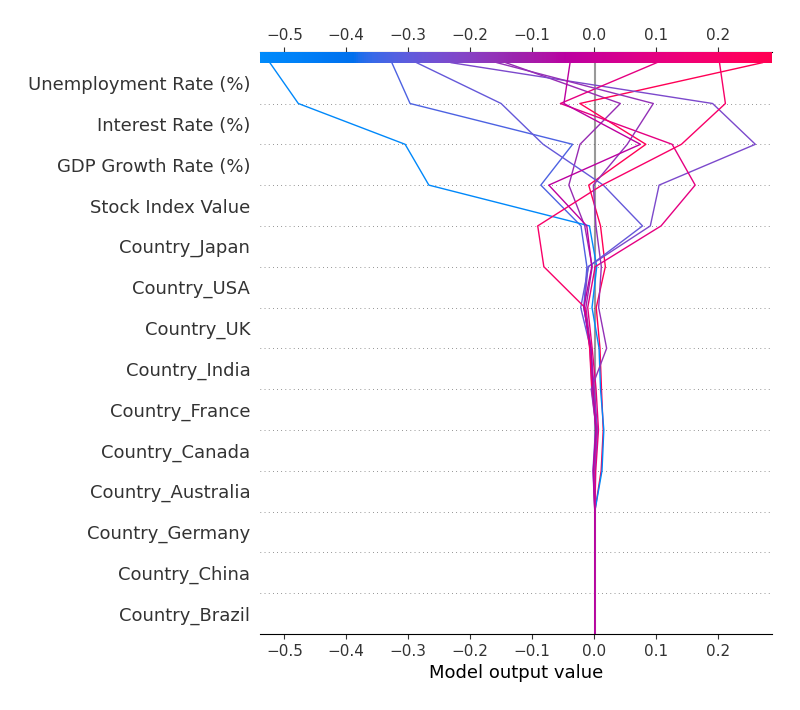 −0.5 −0.4 −0.3 −0.2 −0.1 0.0 0.1 0.2
Unemployment Rate (%)
Interest Rate (%)
GDP Growth Rate (%)
Stock Index Value
Country_Japan
Country_USA
Country_UK
Country_India
Country_France
Country_Canada
Country_Australia
Country_Germany
Country_China
Country_Brazil
−0.5 −0.4 −0.3 −0.2 −0.1 0.0 0.1 0.2
Model output value